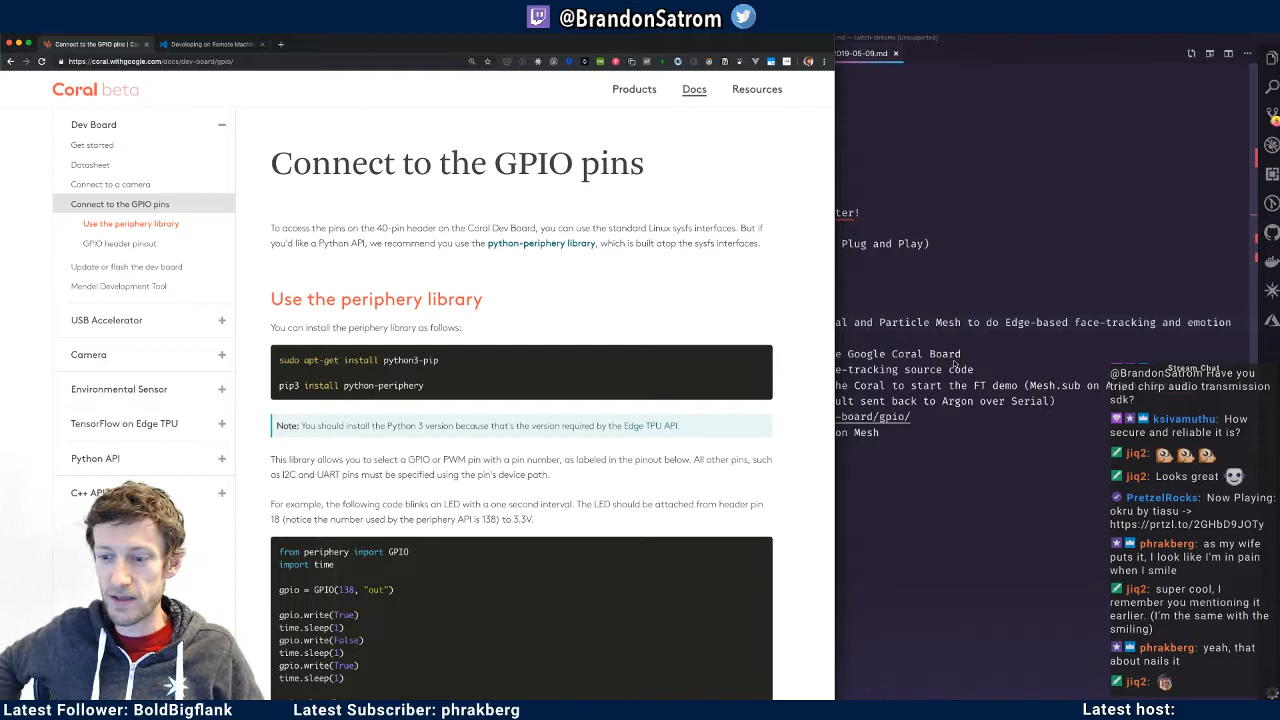 @BrandonSatrom
Connect to the GPIO pins | Co
Developing on Remote Machin
https://coral.withgoogle.com/docs/dev-board/gpio/
Coral beta
Products
Docs
Resources
Dev Board
Get started
Datasheet
Connect to a camera
Connect to the GPIO pins
Use the periphery library
GPIO header pinout
Update or flash the dev board
Mendel Development Tool
USB Accelerator
Camera
Environmental Sensor
TensorFlow on Edge TPU
Python API
C++ API
Connect to the GPIO pins
To access the pins on the 40-pin header on the Coral Dev Board, you can use the standard Linux sysfs interfaces. But if
you'd like a Python API, we recommend you use the python-periphery library, which is built atop the sysfs interfaces.
Use the periphery library
You can install the periphery library as follows:
sudo apt-get install python3-pip
pip3 install python-periphery
Note: You should install the Python 3 version because that's the version required by the Edge TPU API.
This library allows you to select a GPIO or PWM pin with a pin number, as labeled in the pinout below. All other pins, such
as I2C and UART pins must be specified using the pin's device path.
For example, the following code blinks an LED with a one second interval. The LED should be attached from header pin
18 (notice the number used by the periphery API is 138) to 3.3V.
from periphery import GPIO
import time
gpio = GPIO(138, "out")
gpio.write(True)
time.sleep(1)
gpio.write(False)
time.sleep(1)
gpio.write(True)
time.sleep(1)
md — twitch-streams [Unsupported]
2019-05-09.md
ter!
Plug and Play)
al and Particle Mesh to do Edge-based face-tracking and emotion
e Google Coral Board
e-tracking source code
he Coral to start the FT demo (Mesh.sub on A
ult sent back to Argon over Serial)
-board/gpio/
on Mesh
Stream Chat
@BrandonSatrom Have you
tried chirp audio transmission
sdk?
ksivamuthu: How
secure and reliable it is?
jiq2:
jiq2: Looks great
PretzelRocks: Now Playing:
okru by tiasu ->
https://prtzl.to/2GHbD9JOTy
phrakberg: as my wife
puts it, I look like I'm in pain
when I smile
jiq2: super cool, I
remember you mentioning it
earlier. (I'm the same with the
smiling)
phrakberg: yeah, that
about nails it
jiq2:
Latest Follower: BoldBigflank
Latest Subscriber: phrakberg
Latest host: